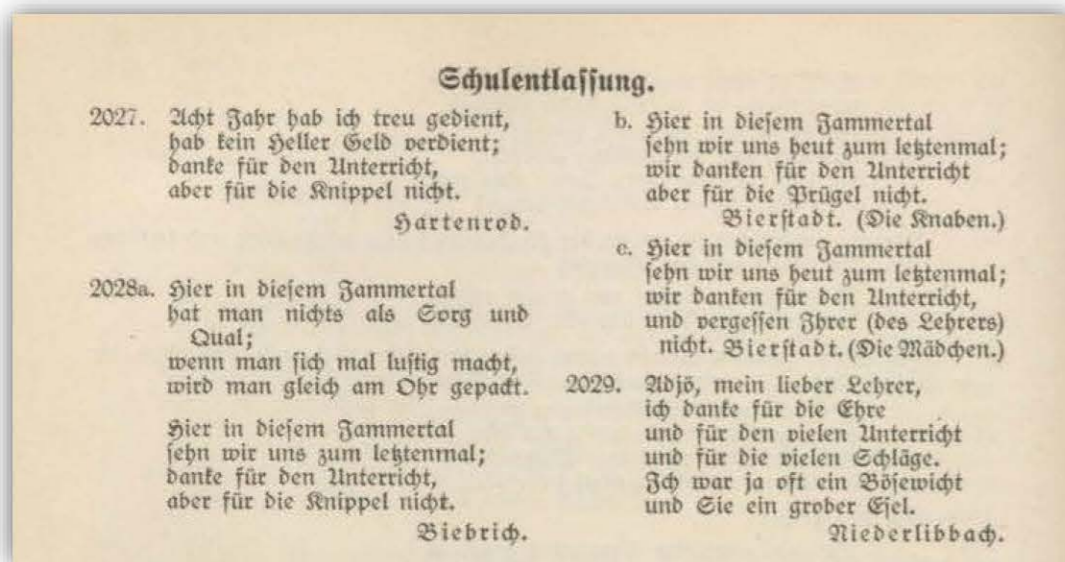 Schulentlassung.
2027. Acht Jahr hab ich treu gedient,
hab kein Heller Geld verdient;
danke für den Unterricht,
aber für die Knippel nicht.
Hartenrod.
2028a. Hier in diesem Jammertal
hat man nichts als Sorg und
Qual;
wenn man sich mal lustig macht,
wird man gleich am Ohr gepackt.
Hier in diesem Jammertal
sehn wir uns zum letztenmal;
danke für den Unterricht,
aber für die Knippel nicht.
Biebrich.
b. Hier in diesem Jammertal
sehn wir uns heut zum letztenmal;
wir danken für den Unterricht
aber für die Prügel nicht.
Bierstadt. (Die Knaben.)
c. Hier in diesem Jammertal
sehn wir uns heut zum letztenmal;
wir danken für den Unterricht,
und vergessen Ihrer (des Lehrers)
nicht. Bierstadt. (Die Mädchen.)
2029. Adjö, mein lieber Lehrer,
ich danke für die Ehre
und für den vielen Unterricht
und für die vielen Schläge.
Ich war ja oft ein Bösewicht
und Sie ein grober Esel.
Niederlibbach.